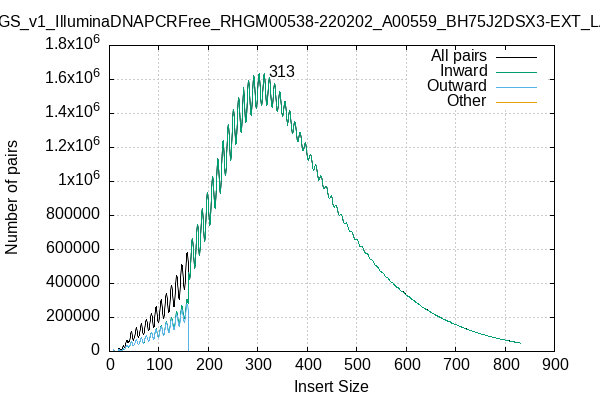 GS_v1_IlluminaDNAPCRFree_RHGM00538-220202_A00559_BH75J2DSX3-EXT_L
1.8x10^6
1.6x10^6
1.4x10^6
1.2x10^6
1x10^6
800000
600000
400000
200000
0
Number of pairs
313
All pairs
Inward
Outward
Other
0 100 200 300 400 500 600 700 800 900
Insert Size